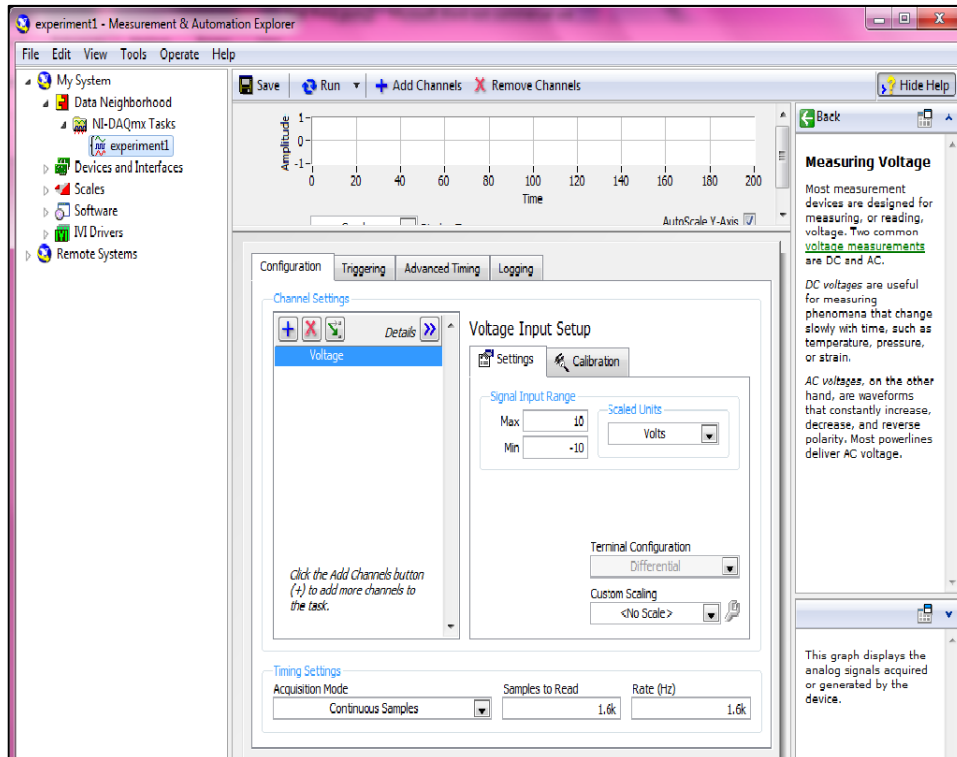 experiment1 - Measurement & Automation Explorer
File Edit View Tools Operate Help
My System
Data Neighborhood
NI-DAQmx Tasks
experiment1
Devices and Interfaces
Scales
Software
IVI Drivers
Remote Systems
Save Run Add Channels Remove Channels Hide Help
Amplitude
1-
0-
-1-
0 20 40 60 80 100 120 140 160 180 200
Time
AutoScale Y-Axis
Configuration Triggering Advanced Timing Logging
Channel Settings
Details
Voltage
Click the Add Channels button
(+) to add more channels to
the task.
Voltage Input Setup
Settings Calibration
Signal Input Range
Max 10
Min -10
Scaled Units
Volts
Terminal Configuration
Differential
Custom Scaling
<No Scale>
Timing Settings
Acquisition Mode Samples to Read Rate (Hz)
Continuous Samples 1.6k 1.6k
Back
Measuring Voltage
Most measurement
devices are designed for
measuring, or reading,
voltage. Two common
voltage measurements
are DC and AC.
DC voltages are useful
for measuring
phenomena that change
slowly with time, such as
temperature, pressure,
or strain.
AC voltages, on the other
hand, are waveforms
that constantly increase,
decrease, and reverse
polarity. Most powerlines
deliver AC voltage.
This graph displays the
analog signals acquired
or generated by the
device.